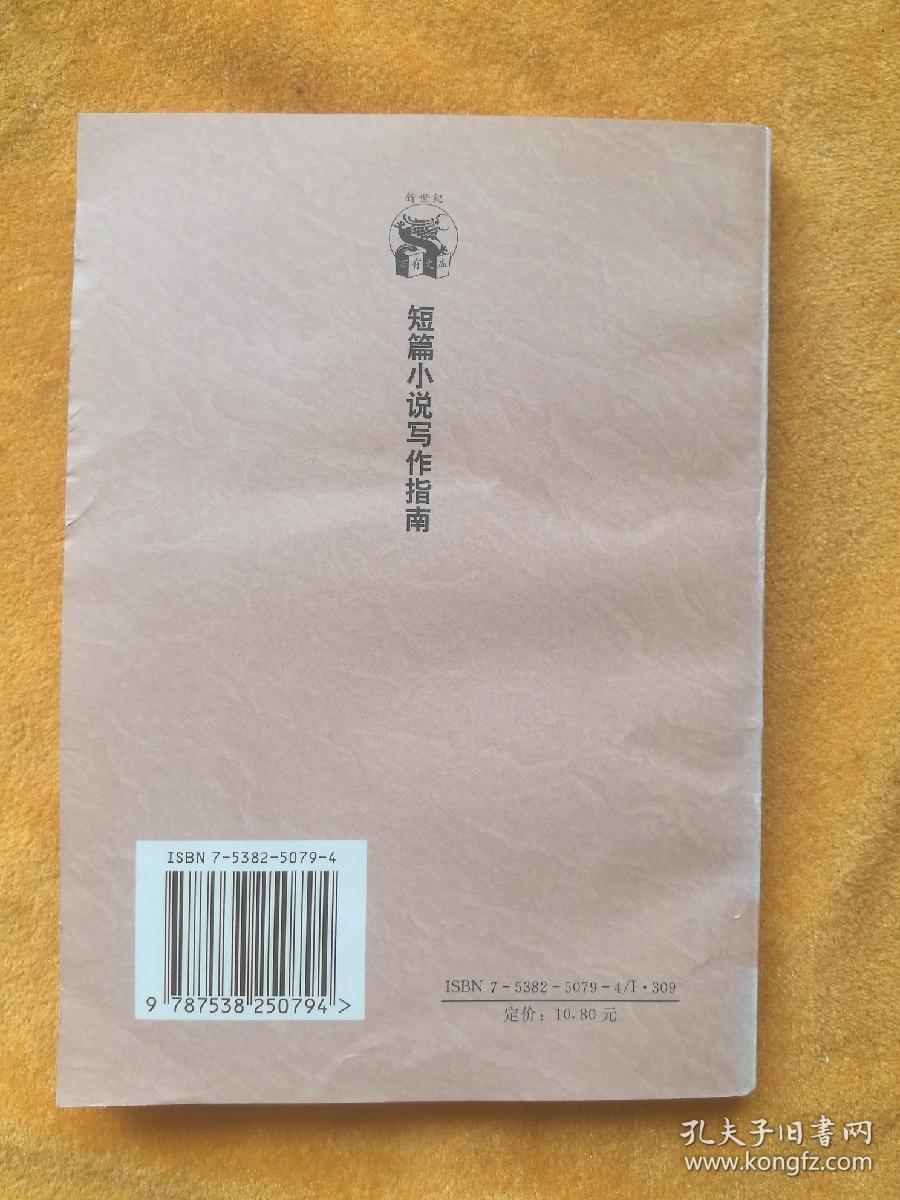 新世纪
万有文库
短篇小说写作指南
ISBN 7-5382-5079-4
9 787538 250794 >
ISBN 7-5382-5079-4/I·309
定价：10.80元
孔夫子旧书网
www.kongfz.com